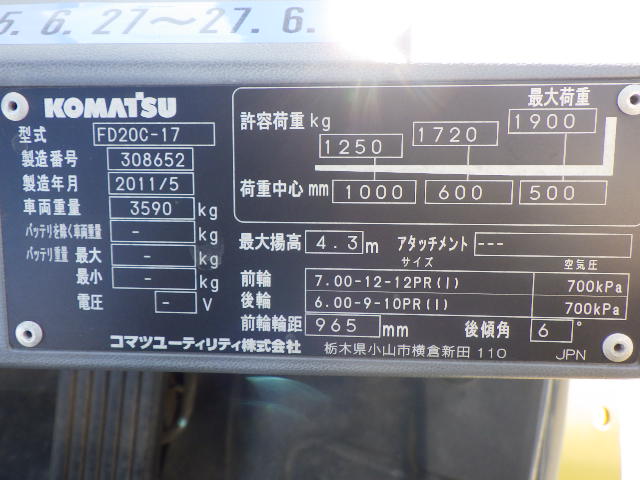 5.6.27～27.6.
KOMATSU
型式 FD20C-17
製造番号 308652
製造年月 2011/5
車両重量 3590 kg
バッテリを除く車両重量 - kg
バッテリ重量 最大 - kg
最小 - kg
電圧 - V
最大荷重
許容荷重 kg 1250 1720 1900
荷重中心 mm 1000 600 500
最大揚高 4.3 m アタッチメント ---
サイズ 空気圧
前輪 7.00-12-12PR(I) 700kPa
後輪 6.00-9-10PR(I) 700kPa
前輪輪距 965 mm 後傾角 6 °
コマツユーティリティ株式会社 栃木県小山市横倉新田 110 JPN